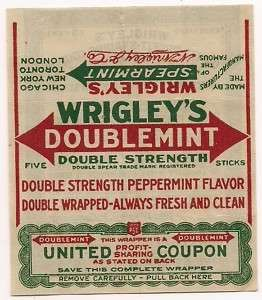 MADE BY
THE
MANUFACTURERS
OF THE
FAMOUS
WRIGLEY'S
SPEARMINT
CHICAGO
NEW YORK
TORONTO
LONDON
WRIGLEY'S
DOUBLEMINT
DOUBLE STRENGTH
DOUBLE SPEAR TRADE MARK REGISTERED
FIVE STICKS
DOUBLE STRENGTH PEPPERMINT FLAVOR
DOUBLE WRAPPED-ALWAYS FRESH AND CLEAN
DOUBLEMINT THIS WRAPPER IS A DOUBLEMINT
UNITED PROFIT-SHARING COUPON
AS STATED ON BACK
SAVE THIS COMPLETE WRAPPER
REMOVE CAREFULLY - PULL BACK HERE